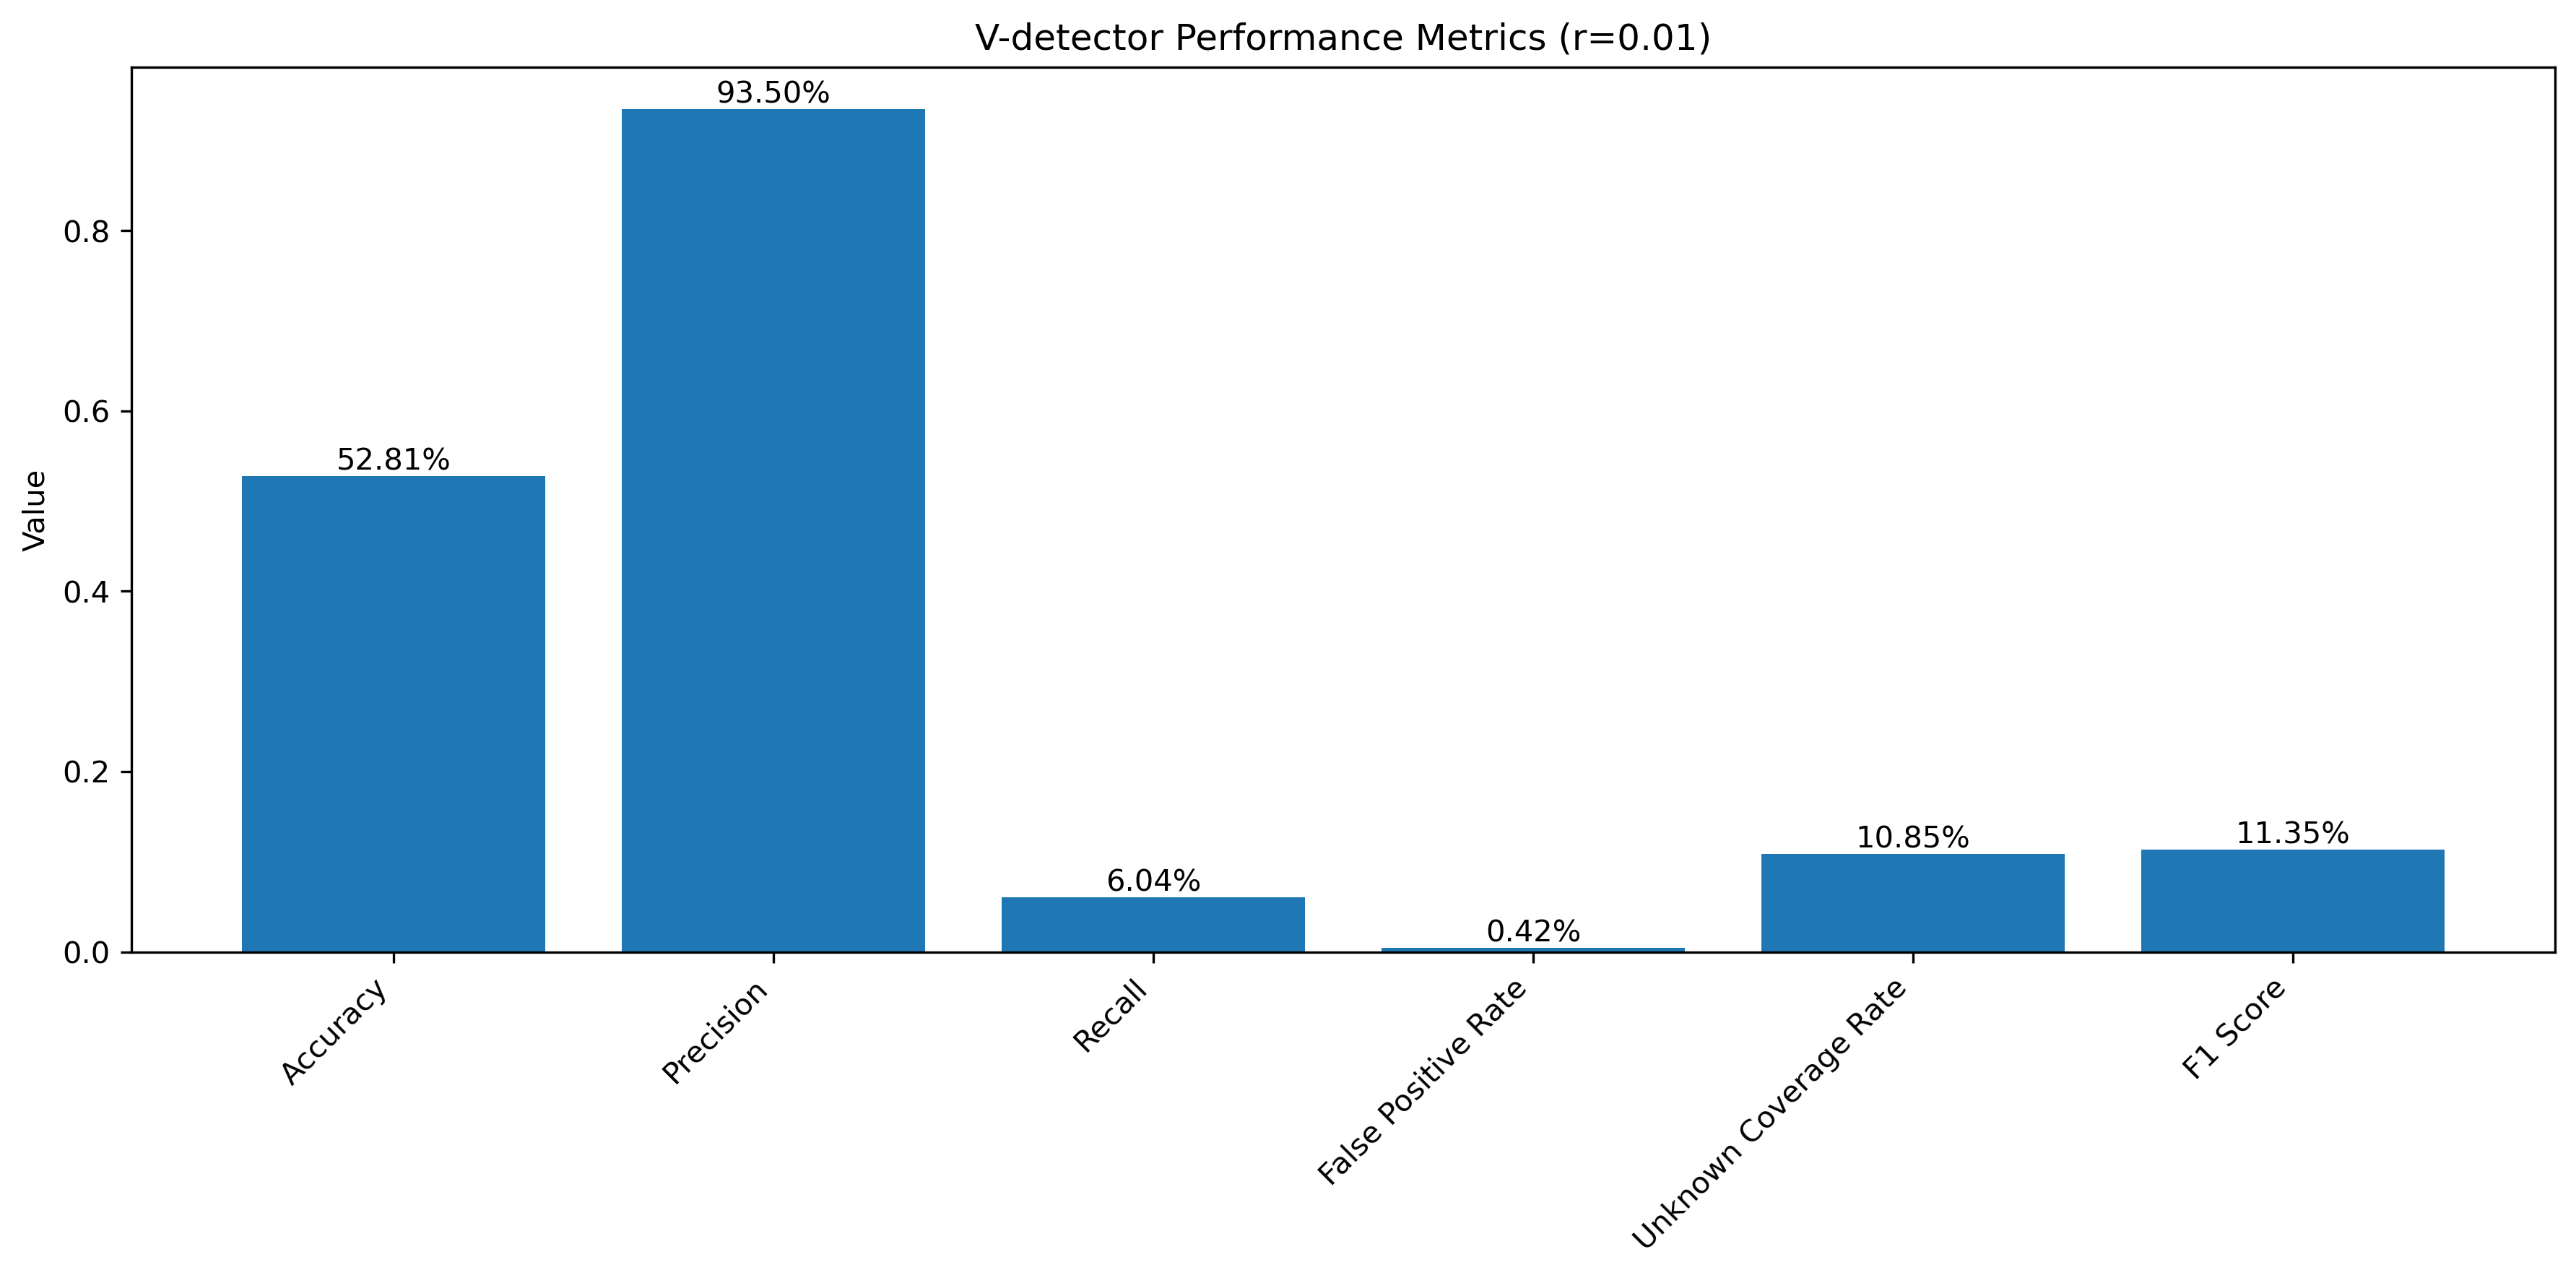 V-detector Performance Metrics (r=0.01)
Value
0.8
0.6
0.4
0.2
0.0
52.81%
93.50%
6.04%
0.42%
10.85%
11.35%
Accuracy
Precision
Recall
False Positive Rate
Unknown Coverage Rate
F1 Score